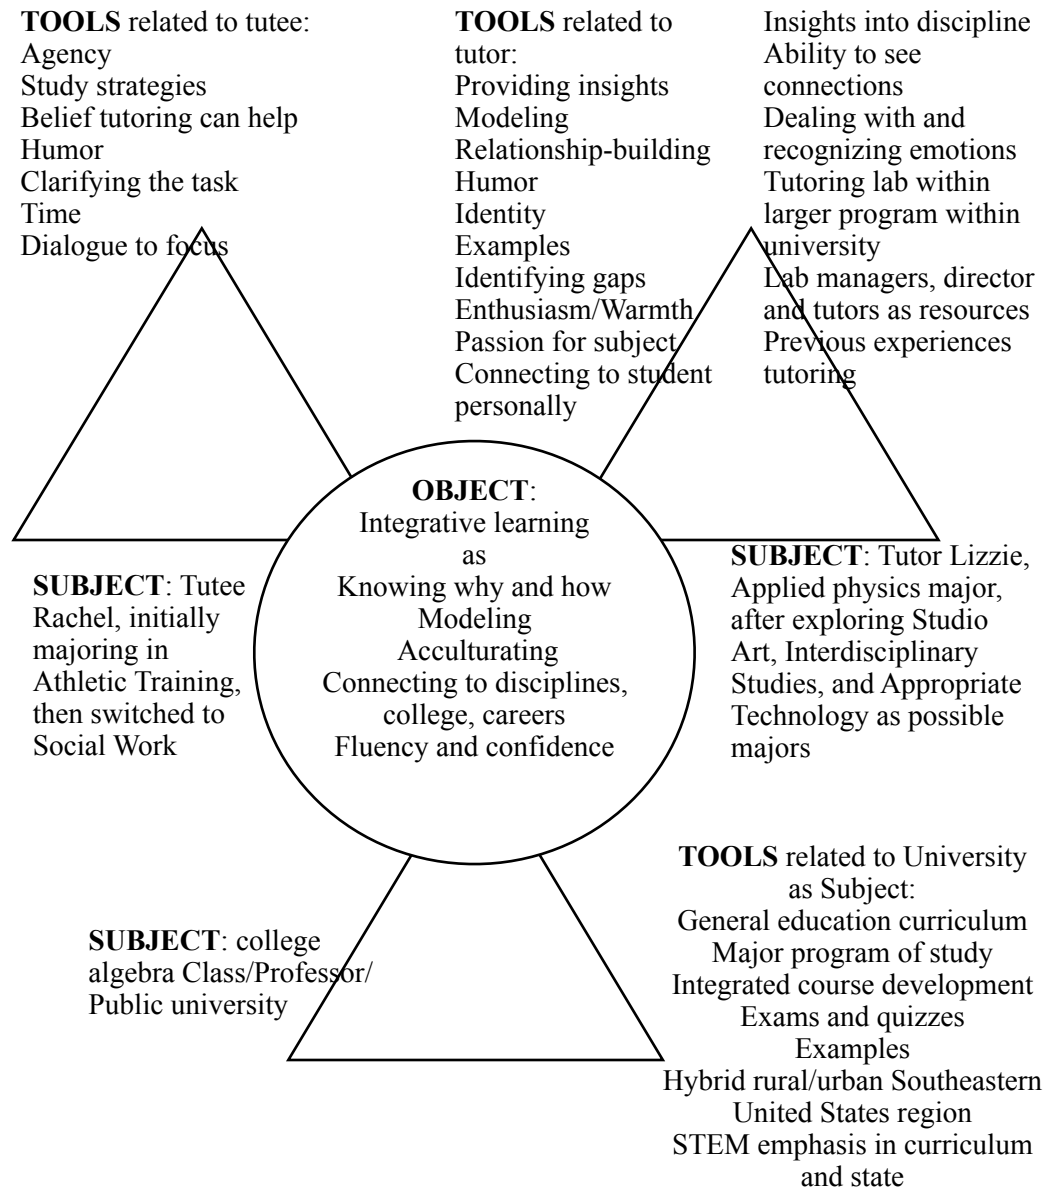 TOOLS related to tutee:
Agency
Study strategies
Belief tutoring can help
Humor
Clarifying the task
Time
Dialogue to focus
TOOLS related to
tutor:
Providing insights
Modeling
Relationship-building
Humor
Identity
Examples
Identifying gaps
Enthusiasm/Warmth
Passion for subject
Connecting to student
personally
Insights into discipline
Ability to see
connections
Dealing with and
recognizing emotions
Tutoring lab within
larger program within
university
Lab managers, director
and tutors as resources
Previous experiences
tutoring
OBJECT:
Integrative learning
as
Knowing why and how
Modeling
Acculturating
Connecting to disciplines,
college, careers
Fluency and confidence
SUBJECT: Tutee
Rachel, initially
majoring in
Athletic Training,
then switched to
Social Work
SUBJECT: Tutor Lizzie,
Applied physics major,
after exploring Studio
Art, Interdisciplinary
Studies, and Appropriate
Technology as possible
majors
SUBJECT: college
algebra Class/Professor/
Public university
TOOLS related to University
as Subject:
General education curriculum
Major program of study
Integrated course development
Exams and quizzes
Examples
Hybrid rural/urban Southeastern
United States region
STEM emphasis in curriculum
and state